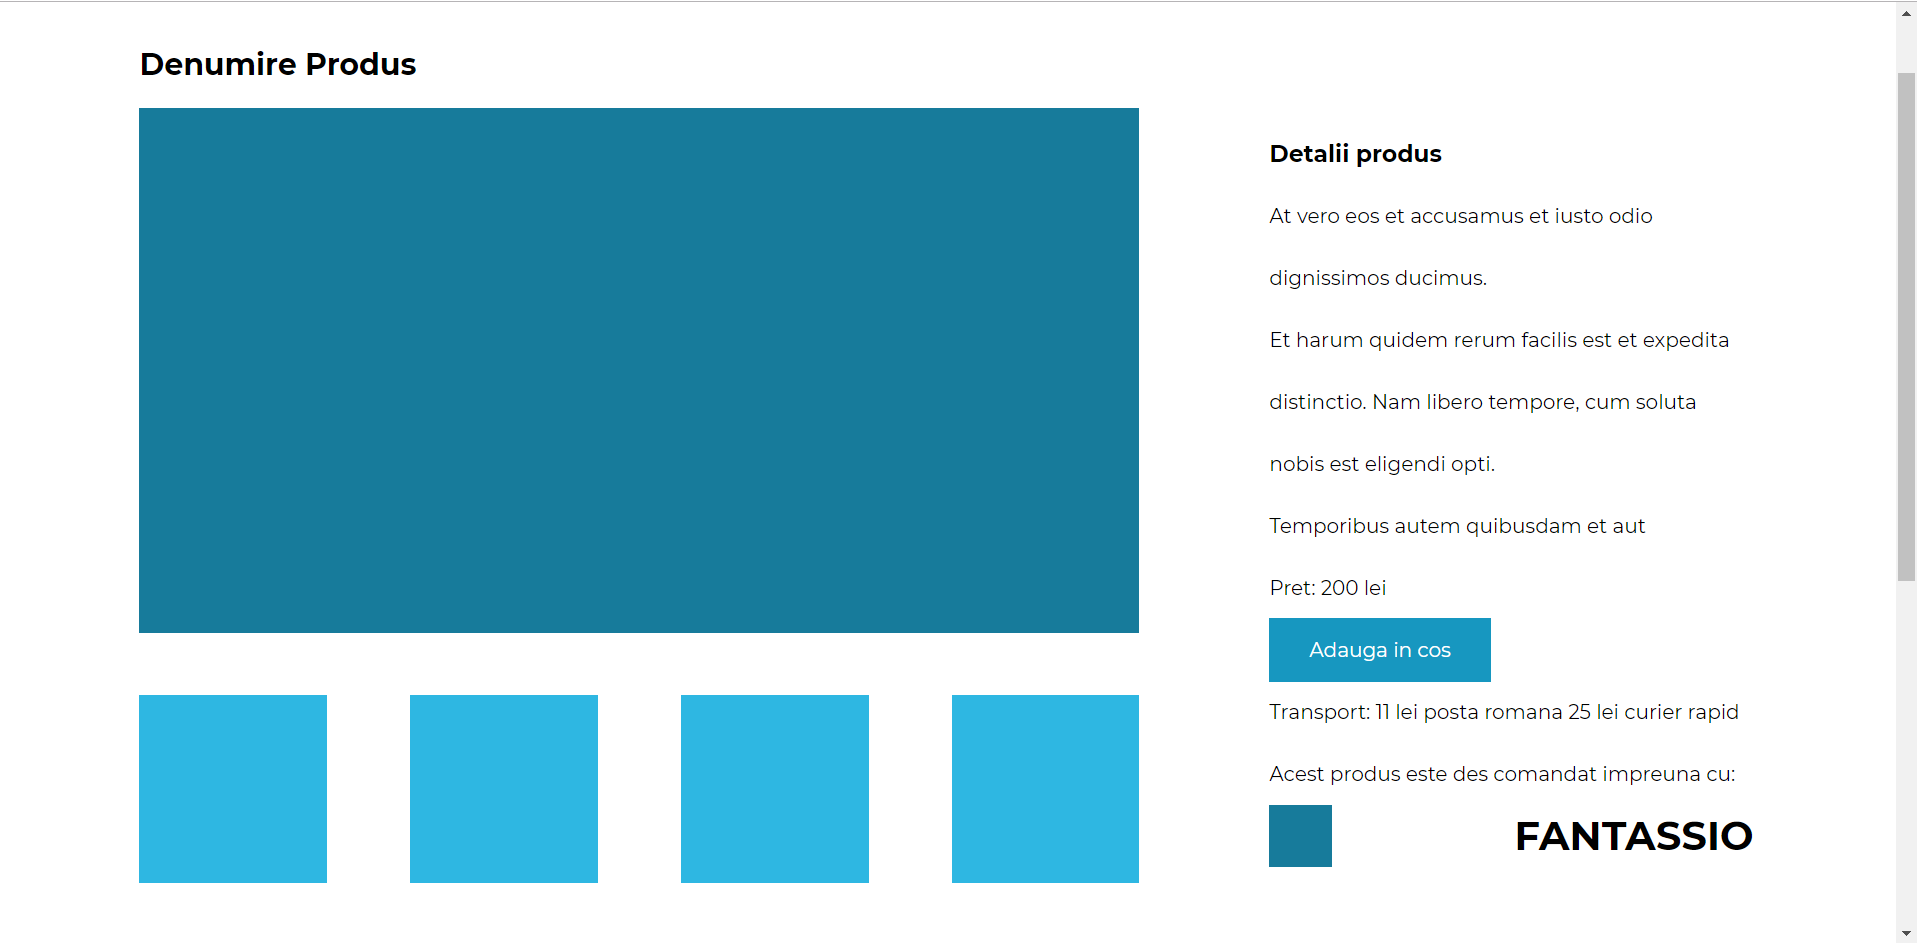 Denumire Produs
Detalii produs
At vero eos et accusamus et iusto odio
dignissimos ducimus.
Et harum quidem rerum facilis est et expedita
distinctio. Nam libero tempore, cum soluta
nobis est eligendi opti.
Temporibus autem quibusdam et aut
Pret: 200 lei
Adauga in cos
Transport: 11 lei posta romana 25 lei curier rapid
Acest produs este des comandat impreuna cu:
FANTASSIO